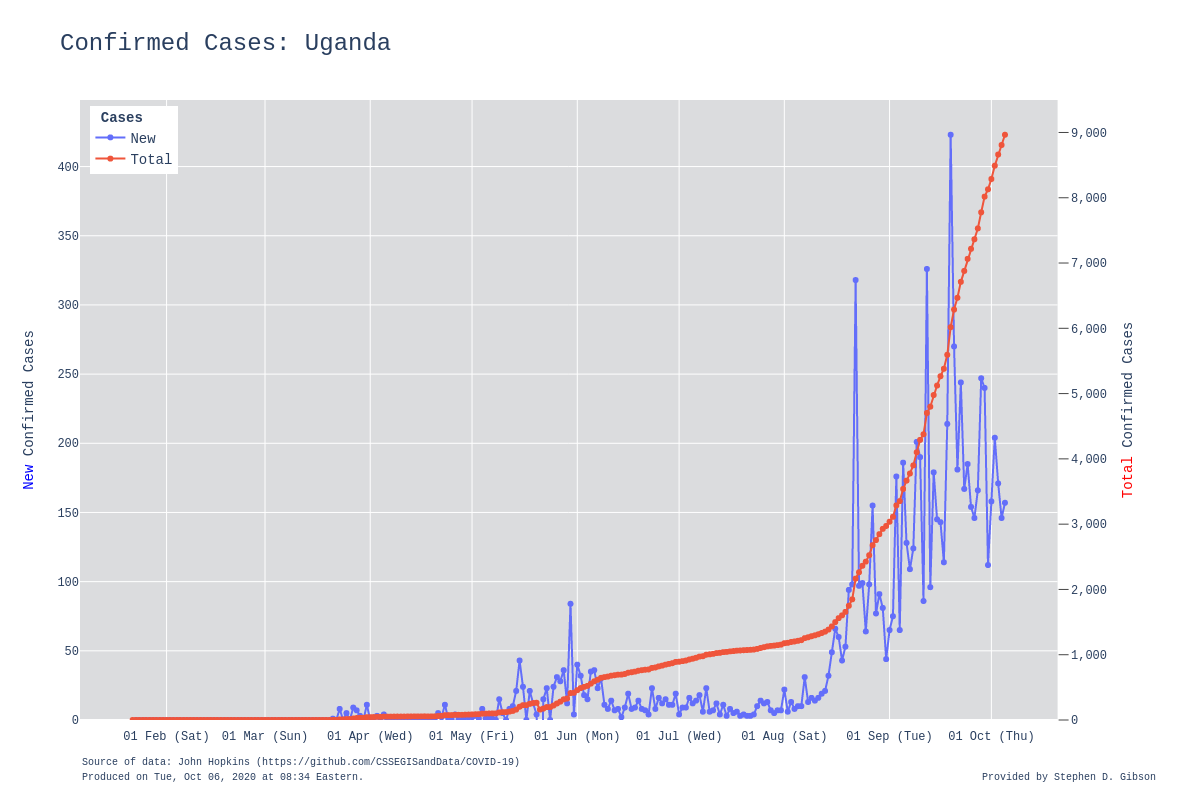 Confirmed Cases: Uganda
Cases
New
Total
400
350
300
250
200
150
100
50
0
New Confirmed Cases
9,000
8,000
7,000
6,000
5,000
4,000
3,000
2,000
1,000
0
Total Confirmed Cases
01 Feb (Sat) 01 Mar (Sun) 01 Apr (Wed) 01 May (Fri) 01 Jun (Mon) 01 Jul (Wed) 01 Aug (Sat) 01 Sep (Tue) 01 Oct (Thu)
Source of data: John Hopkins (https://github.com/CSSEGISandData/COVID-19)
Produced on Tue, Oct 06, 2020 at 08:34 Eastern.
Provided by Stephen D. Gibson